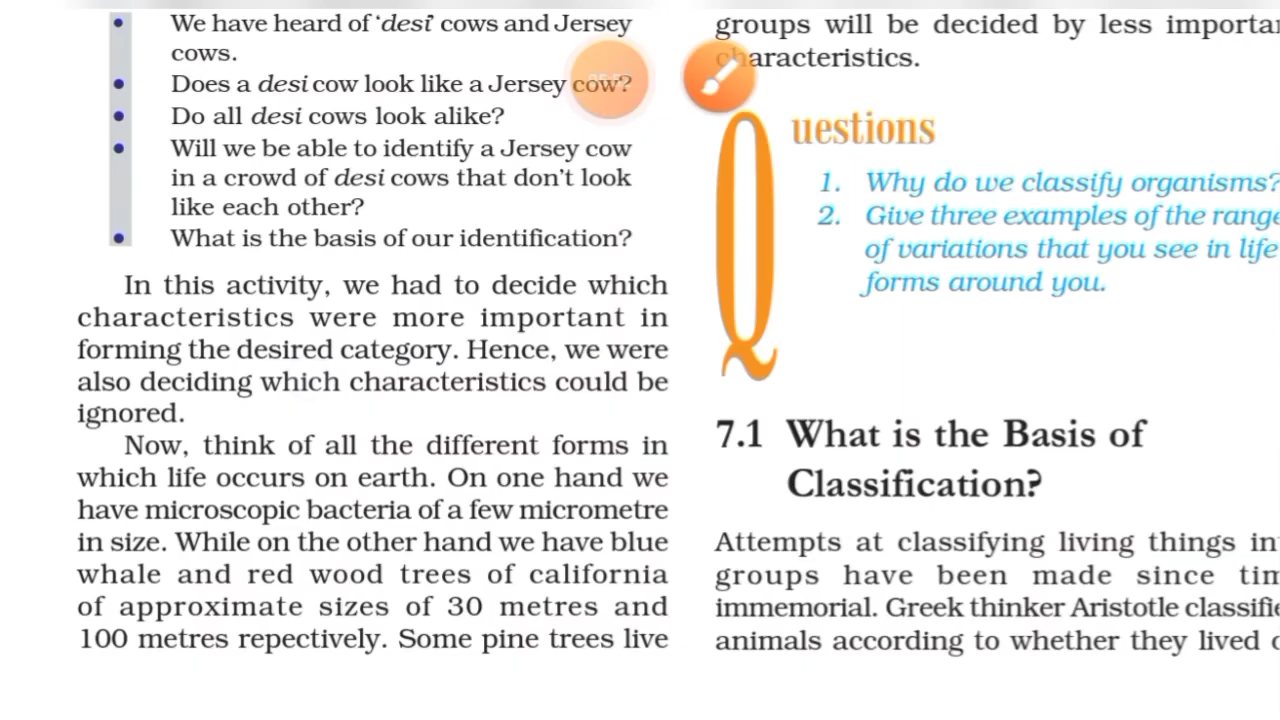 We have heard of ‘desi’ cows and Jersey
cows.
Does a desi cow look like a Jersey cow?
Do all desi cows look alike?
Will we be able to identify a Jersey cow
in a crowd of desi cows that don’t look
like each other?
What is the basis of our identification?
In this activity, we had to decide which
characteristics were more important in
forming the desired category. Hence, we were
also deciding which characteristics could be
ignored.
Now, think of all the different forms in
which life occurs on earth. On one hand we
have microscopic bacteria of a few micrometre
in size. While on the other hand we have blue
whale and red wood trees of california
of approximate sizes of 30 metres and
100 metres repectively. Some pine trees live
groups will be decided by less importa
characteristics.
Questions
1. Why do we classify organisms?
2. Give three examples of the range
of variations that you see in life
forms around you.
7.1 What is the Basis of
Classification?
Attempts at classifying living things in
groups have been made since tim
immemorial. Greek thinker Aristotle classifie
animals according to whether they lived